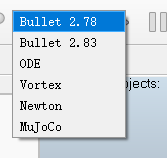 Bullet 2.78
Bullet 2.83
ODE
Vortex
Newton
MuJoCo
bjects: